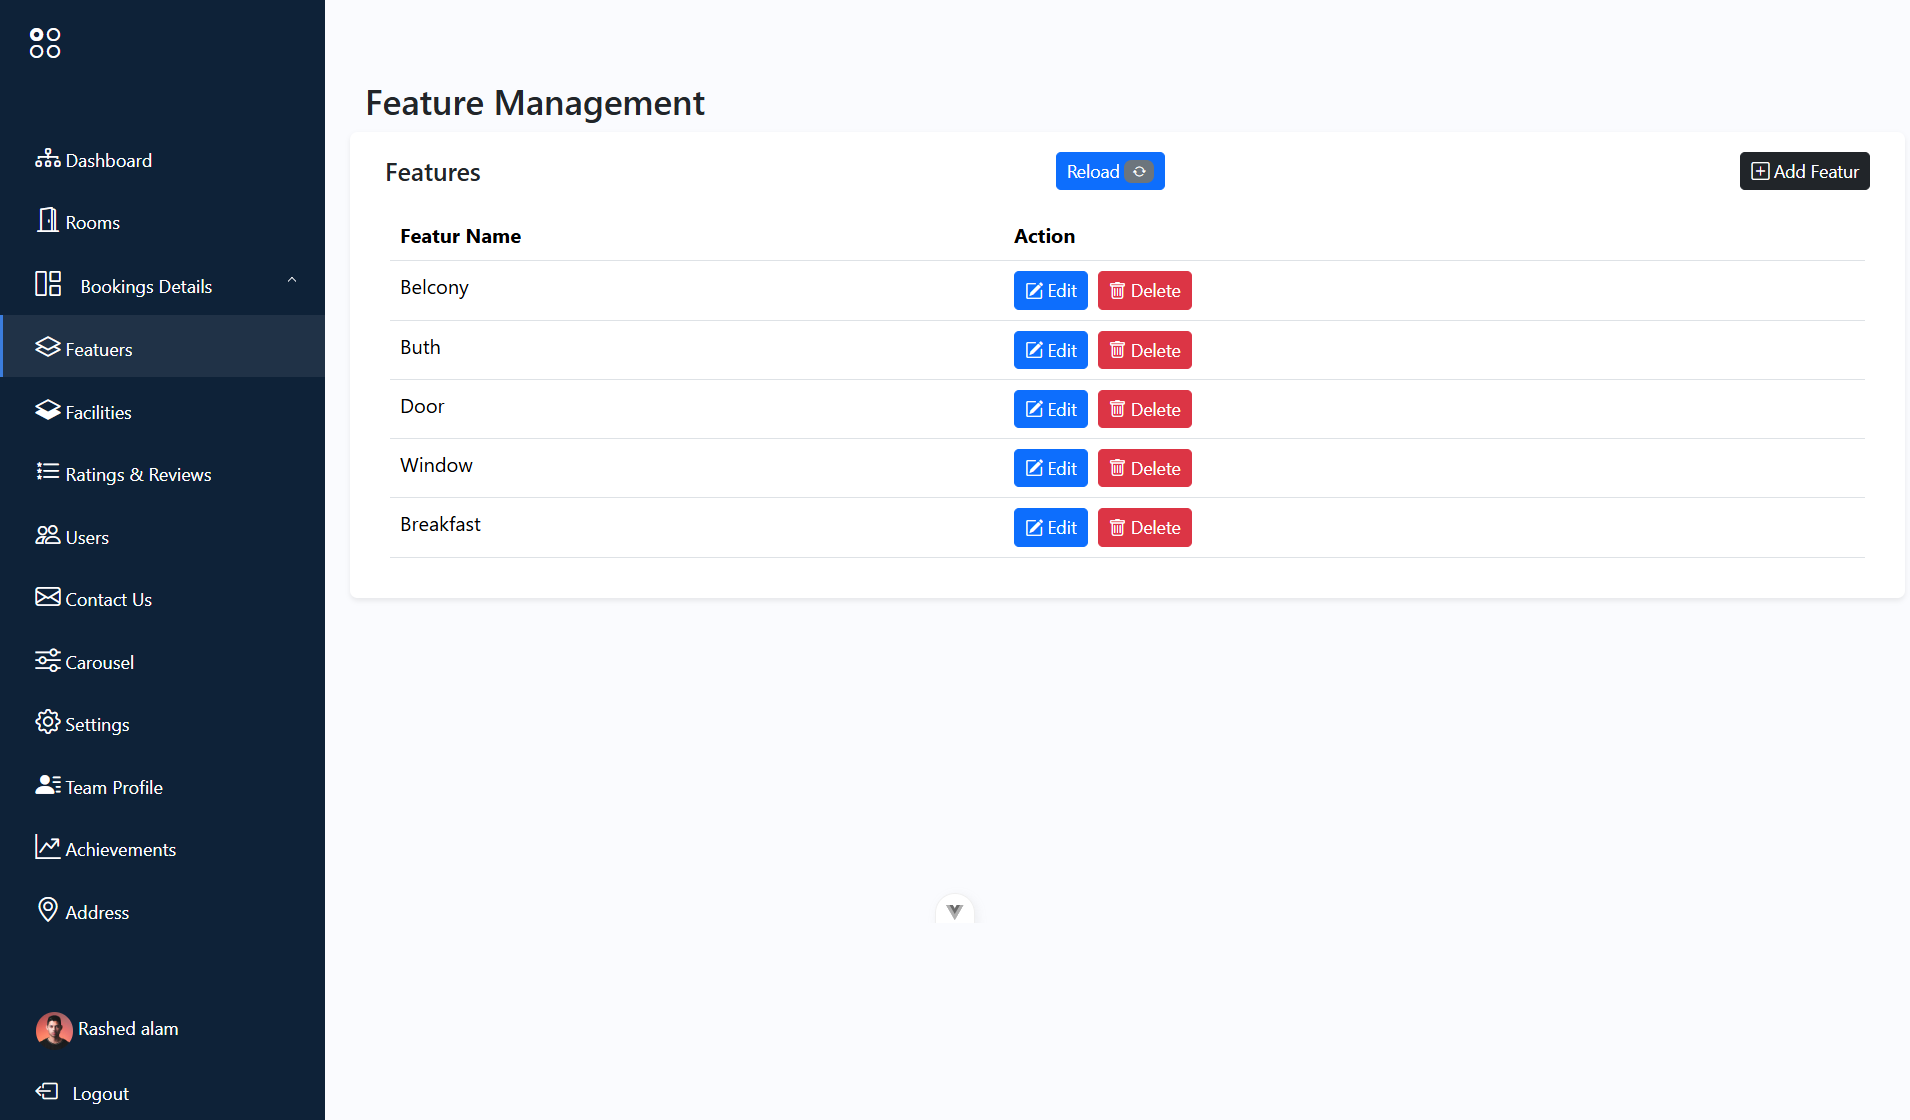 Dashboard
Rooms
Bookings Details
Featuers
Facilities
Ratings & Reviews
Users
Contact Us
Carousel
Settings
Team Profile
Achievements
Address
Rashed alam
Logout
Feature Management
Features
Reload
Add Featur
Featur Name Action
Belcony Edit Delete
Buth Edit Delete
Door Edit Delete
Window Edit Delete
Breakfast Edit Delete